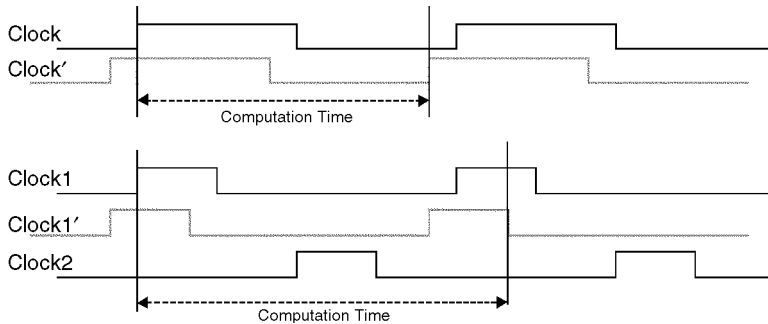 Clock
Clock′
Computation Time
Clock1
Clock1′
Clock2
Computation Time